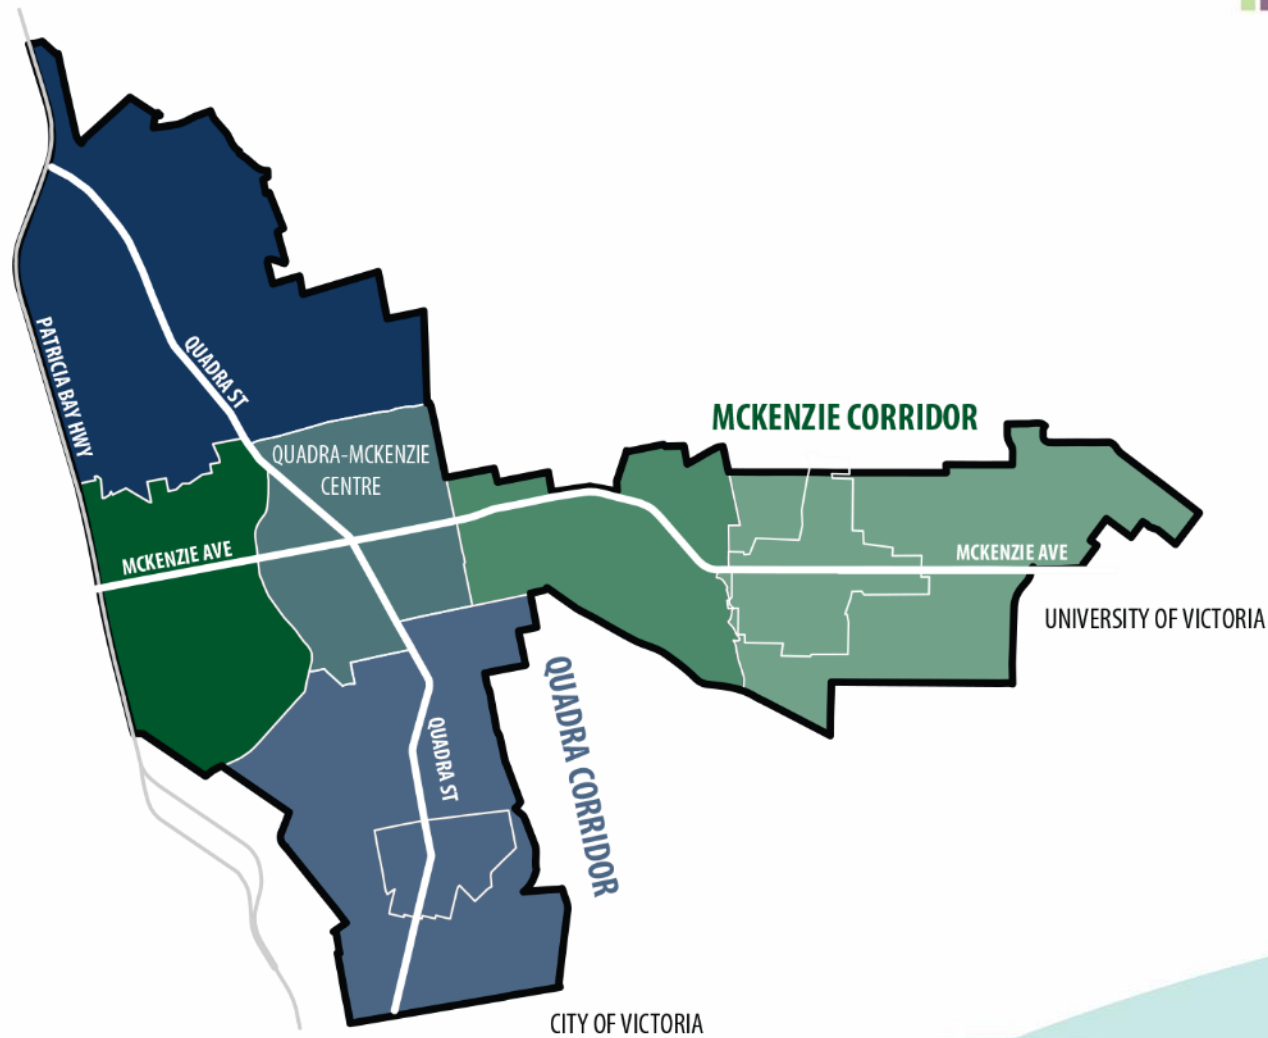 PATRICIA BAY HWY
QUADRA ST
MCKENZIE CORRIDOR
QUADRA-MCKENZIE
CENTRE
MCKENZIE AVE
MCKENZIE AVE
UNIVERSITY OF VICTORIA
QUADRA CORRIDOR
QUADRA ST
CITY OF VICTORIA